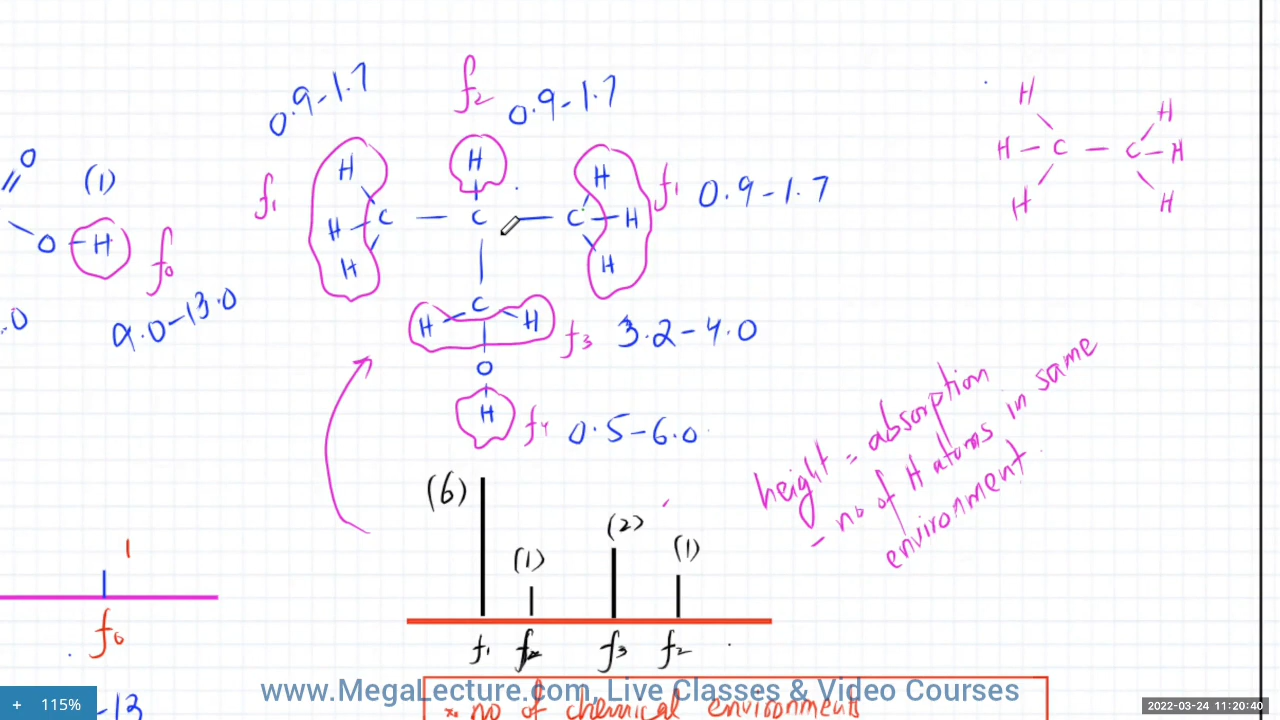 0.9-1.7
f2
0.9-1.7
O
(1)
H
H
H
H
H
f1
H
f1
0.9-1.7
H - C - C - H
H
H
H - C — C — C - H
H
H
O - H
f6
9.0-13.0
.0
C
H
H
f3
3.2-4.0
O
H
f4
0.5-6.0
height = absorption
- no of H atoms in same
environment
(6)
(1)
(2)
(1)
f1
f3
f2
1
f6
-13
no of chemical environments
www.MegaLecture.com, Live Classes & Video Courses
+ 115%
2022-03-24 11:20:40